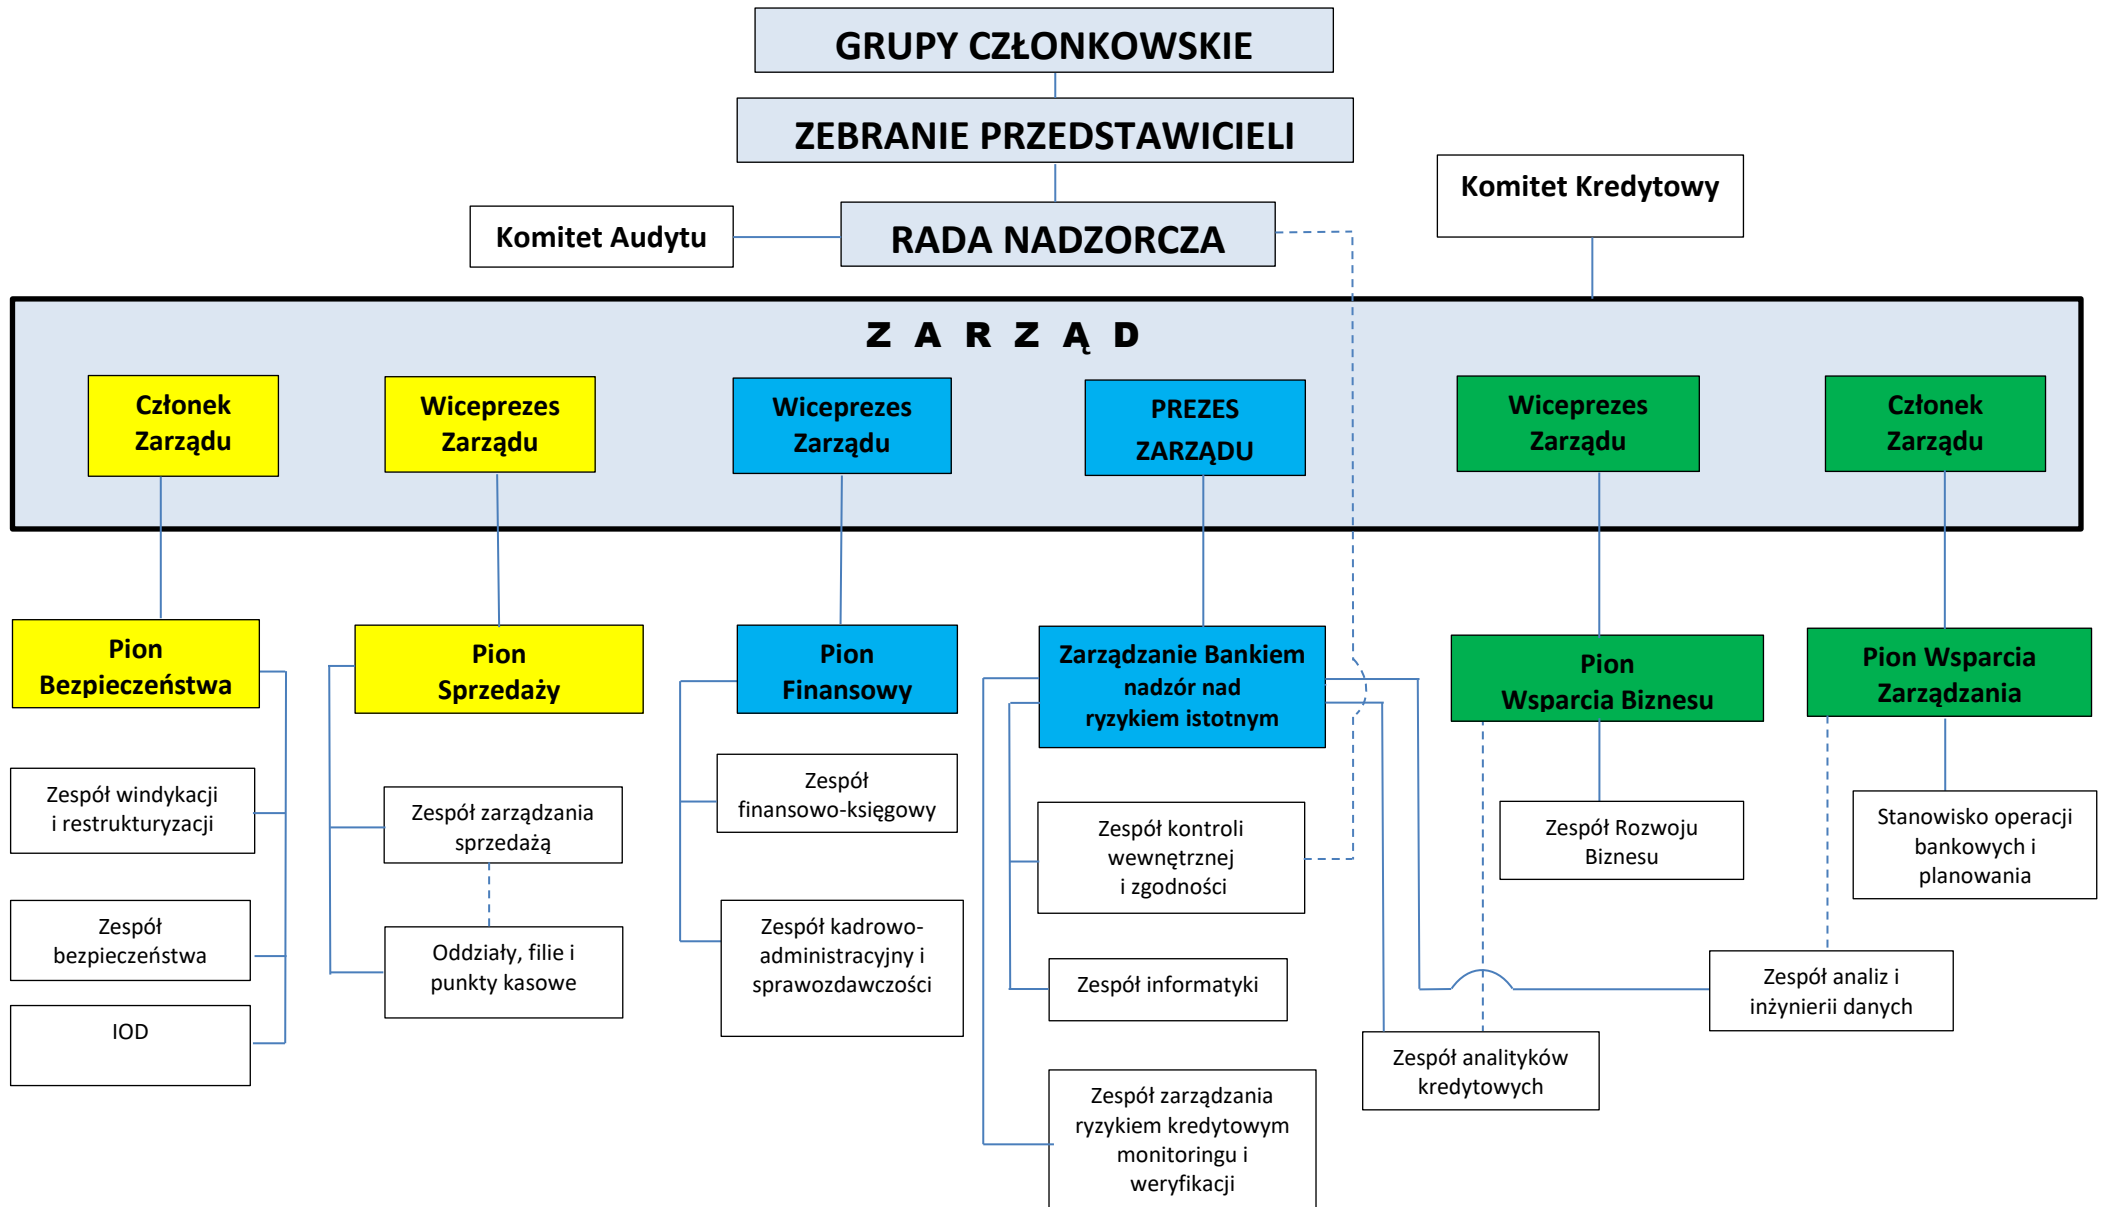 GRUPY CZŁONKOWSKIE
ZEBRANIE PRZEDSTAWICIELI
Komitet Kredytowy
Komitet Audytu
RADA NADZORCZA
Z A R Z Ą D
Członek
Zarządu
Wiceprezes
Zarządu
Wiceprezes
Zarządu
PREZES
ZARZĄDU
Wiceprezes
Zarządu
Członek
Zarządu
Pion
Bezpieczeństwa
Pion
Sprzedaży
Pion
Finansowy
Zarządzanie Bankiem
nadzór nad
ryzykiem istotnym
Pion
Wsparcia Biznesu
Pion Wsparcia
Zarządzania
Zespół windykacji
i restrukturyzacji
Zespół
bezpieczeństwa
IOD
Zespół zarządzania
sprzedażą
Oddziały, filie i
punkty kasowe
Zespół
finansowo-księgowy
Zespół kadrowo-
administracyjny i
sprawozdawczości
Zespół kontroli
wewnętrznej
i zgodności
Zespół informatyki
Zespół zarządzania
ryzykiem kredytowym
monitoringu i
weryfikacji
Zespół Rozwoju
Biznesu
Zespół analityków
kredytowych
Stanowisko operacji
bankowych i
planowania
Zespół analiz i
inżynierii danych